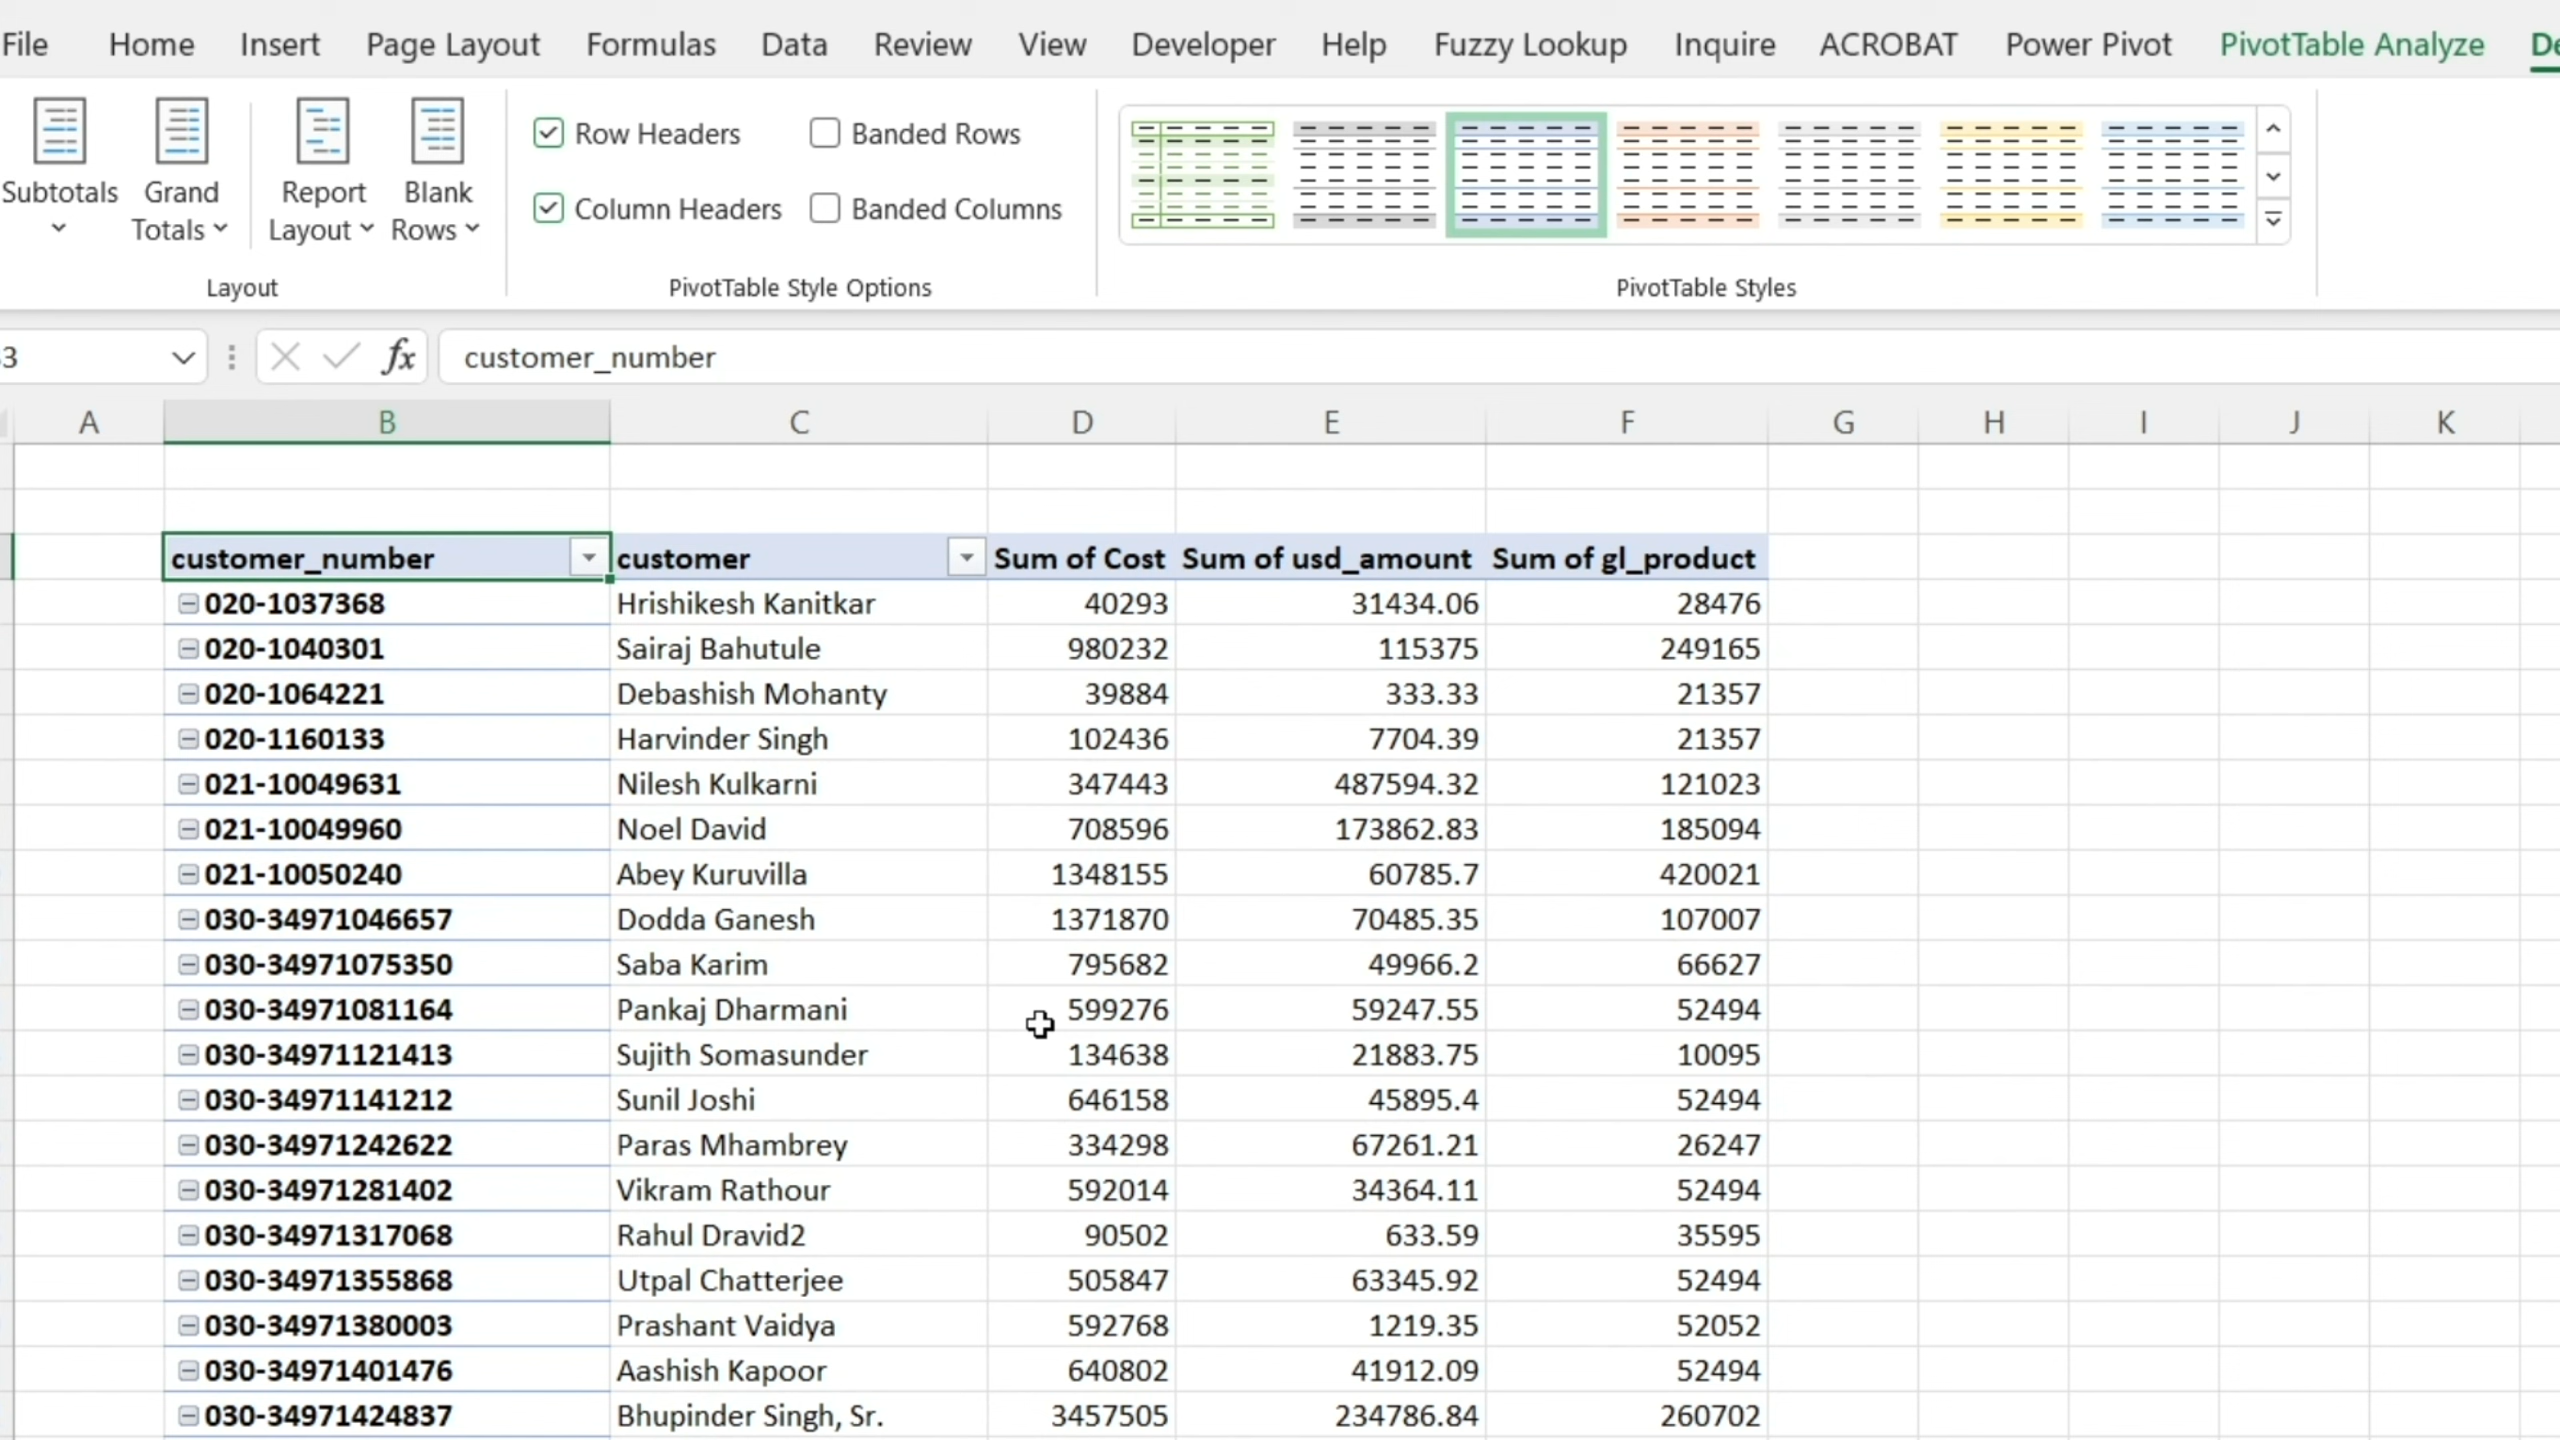 File Home Insert Page Layout Formulas Data Review View Developer Help Fuzzy Lookup Inquire ACROBAT Power Pivot PivotTable Analyze
Subtotals Grand Totals Report Layout Blank Rows
Row Headers Banded Rows
Column Headers Banded Columns
Layout PivotTable Style Options PivotTable Styles
3 fx customer_number
A B C D E F G H I J K
customer_number customer Sum of Cost Sum of usd_amount Sum of gl_product
020-1037368 Hrishikesh Kanitkar 40293 31434.06 28476
020-1040301 Sairaj Bahutule 980232 115375 249165
020-1064221 Debashish Mohanty 39884 333.33 21357
020-1160133 Harvinder Singh 102436 7704.39 21357
021-10049631 Nilesh Kulkarni 347443 487594.32 121023
021-10049960 Noel David 708596 173862.83 185094
021-10050240 Abey Kuruvilla 1348155 60785.7 420021
030-34971046657 Dodda Ganesh 1371870 70485.35 107007
030-34971075350 Saba Karim 795682 49966.2 66627
030-34971081164 Pankaj Dharmani 599276 59247.55 52494
030-34971121413 Sujith Somasunder 134638 21883.75 10095
030-34971141212 Sunil Joshi 646158 45895.4 52494
030-34971242622 Paras Mhambrey 334298 67261.21 26247
030-34971281402 Vikram Rathour 592014 34364.11 52494
030-34971317068 Rahul Dravid2 90502 633.59 35595
030-34971355868 Utpal Chatterjee 505847 63345.92 52494
030-34971380003 Prashant Vaidya 592768 1219.35 52052
030-34971401476 Aashish Kapoor 640802 41912.09 52494
030-34971424837 Bhupinder Singh, Sr. 3457505 234786.84 260702